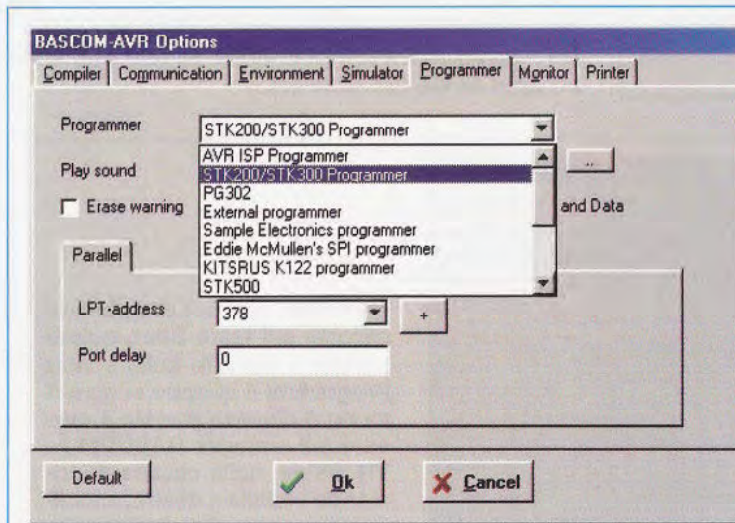 BASCOM-AVR Options
Compiler Communication Environment Simulator Programmer Monitor Printer
Programmer STK200/STK300 Programmer
AVR ISP Programmer
Play sound STK200/STK300 Programmer ..
PG302
Erase warning External programmer and Data
Sample Electronics programmer
Eddie McMullen's SPI programmer
Parallel KITSRUS K122 programmer
STK500
LPT-address 378 +
Port delay 0
Default Ok Cancel